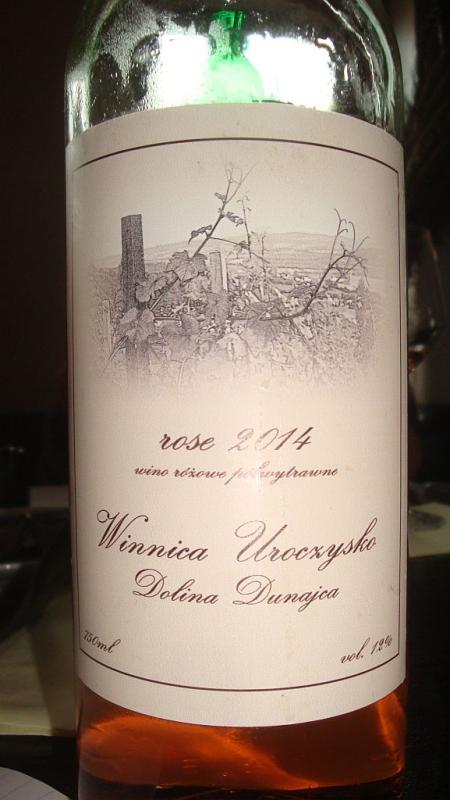 rose 2014
wino różowe półwytrawne
Winnica Uroczysko
Dolina Dunajca
750ml
vol. 12%